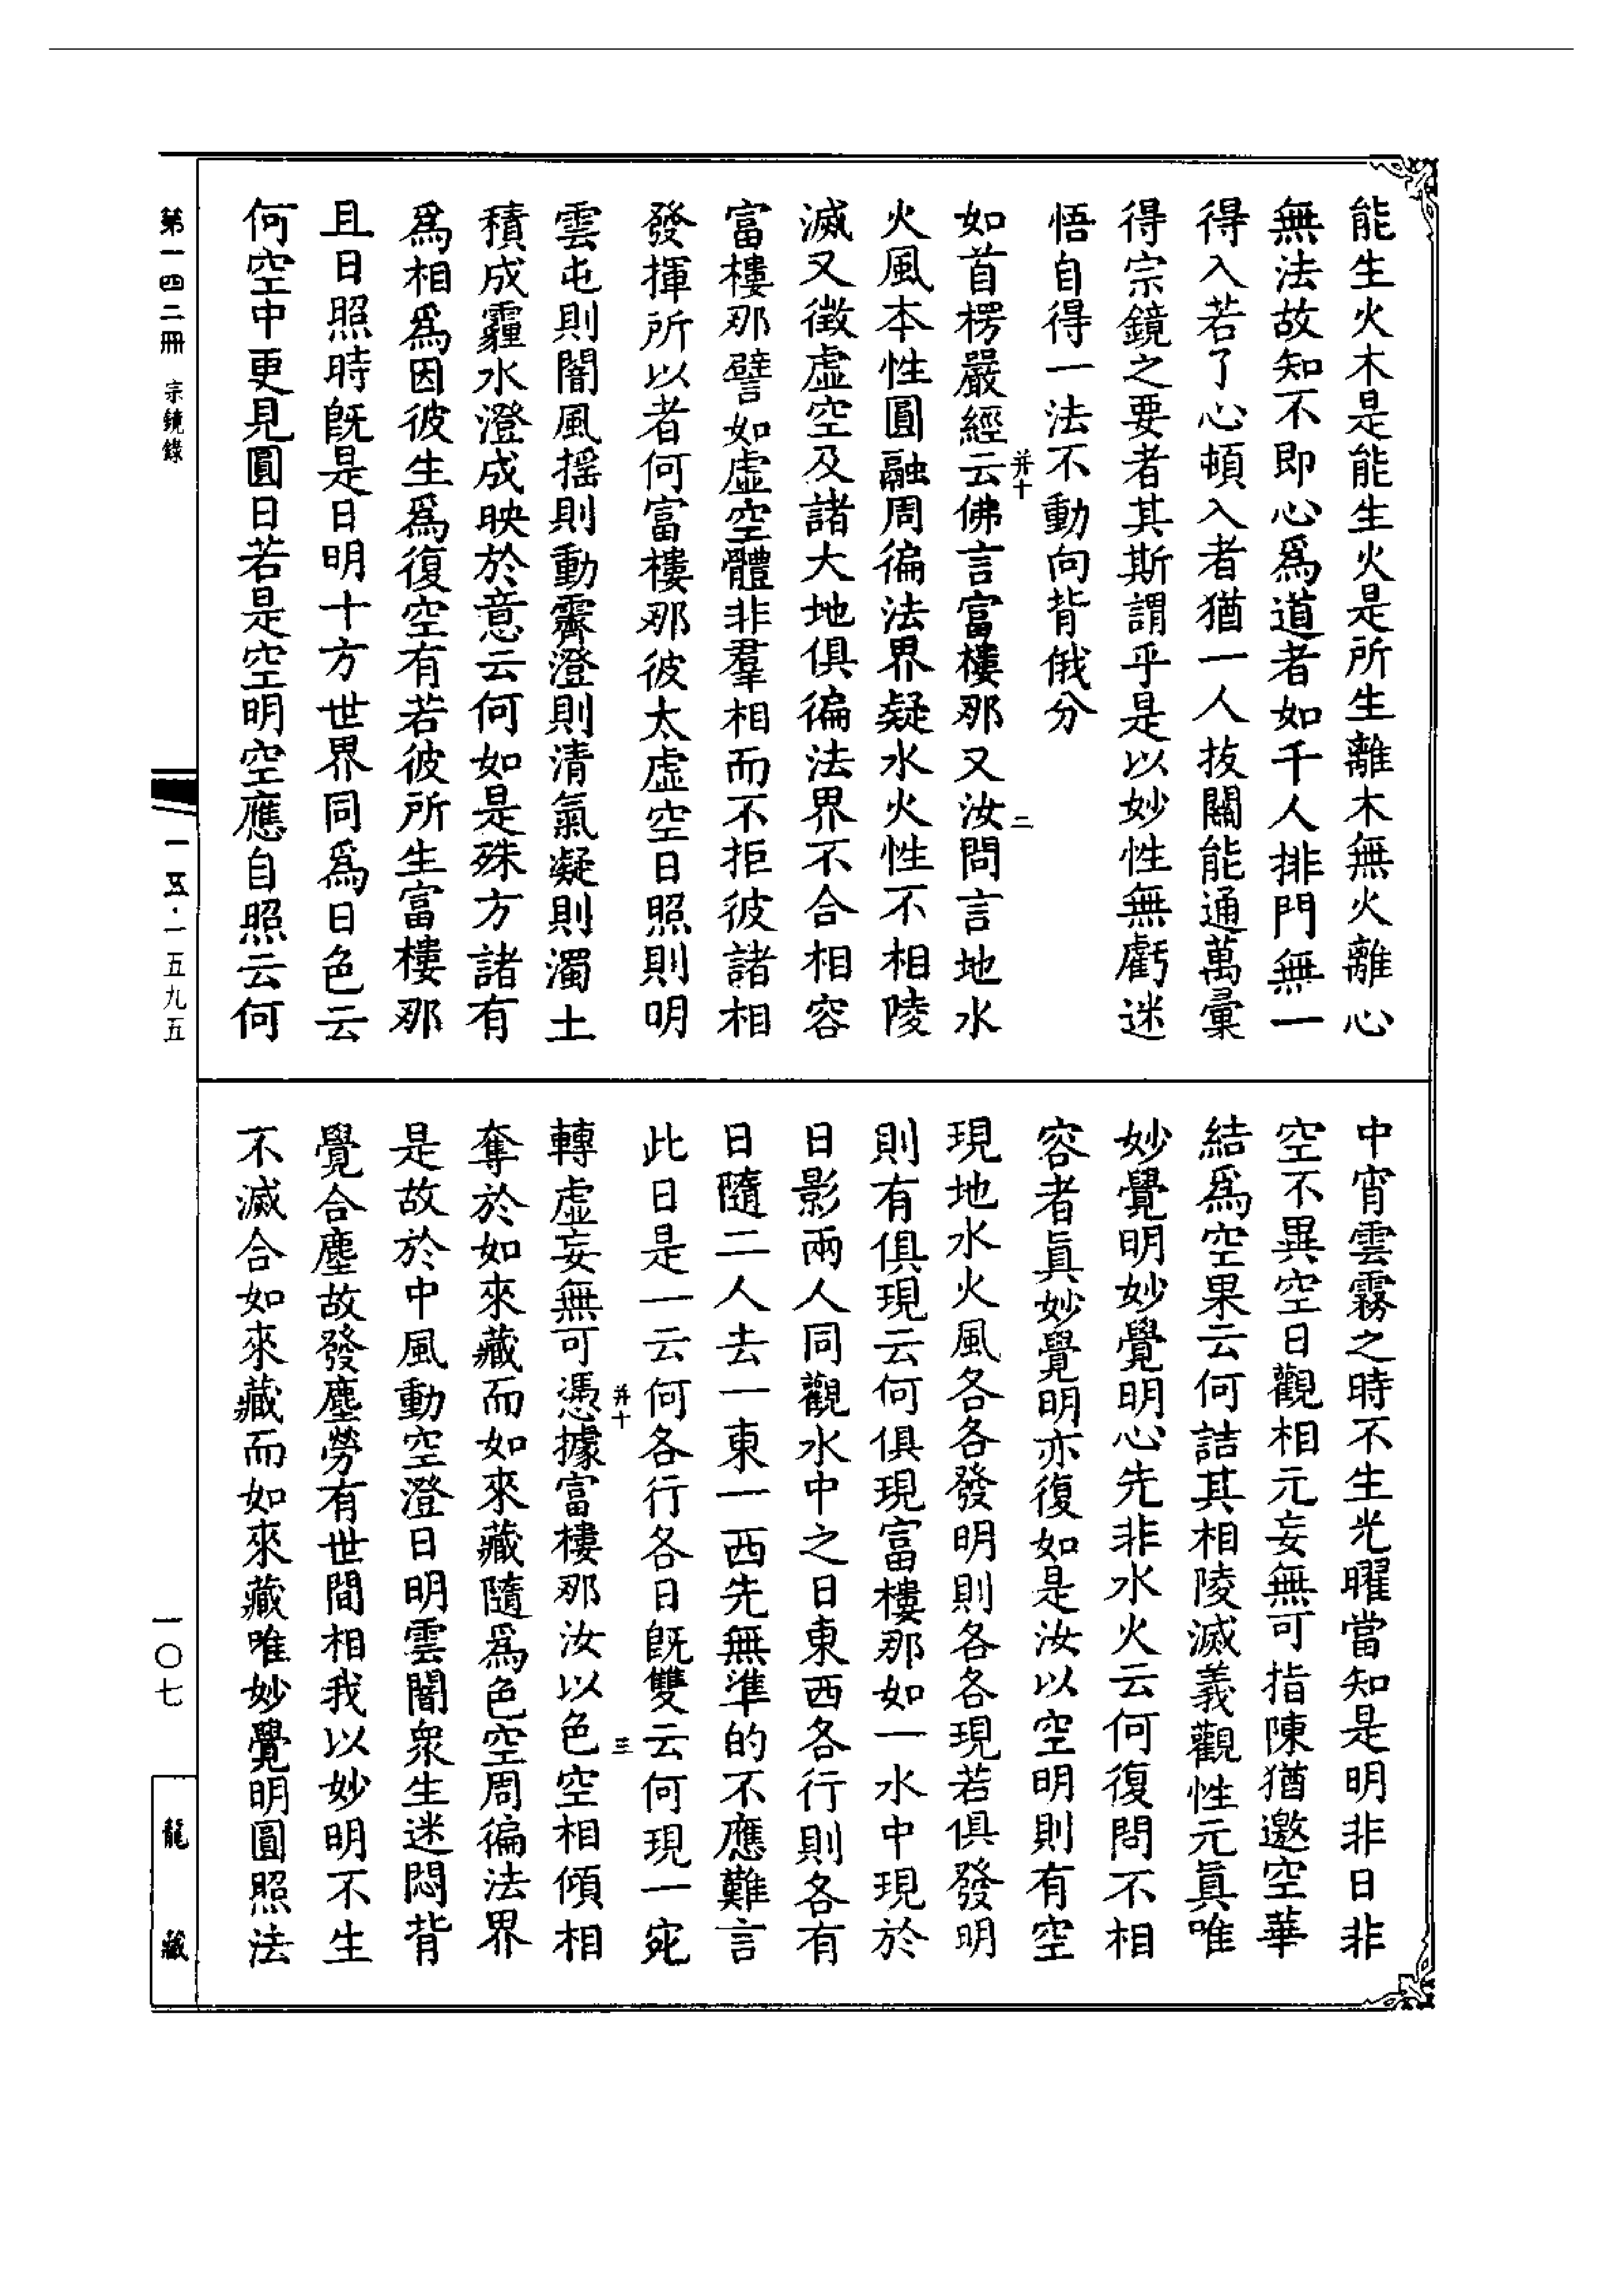 能生火木是能生火是所生離木無火離心
無法故知不即心爲道者如千人排門無一
得入若了心頓入者猶一人抜關能通萬彙
得宗鏡之要者其斯謂乎是以妙性無虧迷
悟自得一法不動向背俄分
并十
二
如首楞嚴經云佛言富樓那又汝問言地水
火風本性圓融周徧法界疑水火性不相陵
滅又徵虛空及諸大地俱徧法界不合相容
富樓那譬如虛空體非羣相而不拒彼諸相
發揮所以者何富樓那彼太虛空日照則明
雲屯則闇風摇則動霽澄則清氣凝則濁土
積成霾水澄成映於意云何如是殊方諸有
爲相爲因彼生爲復空有若彼所生富樓那
且日照時旣是日明十方世界同爲日色云
何空中更見圓日若是空明空應自照云何
中宵雲霧之時不生光曜當知是明非日非
空不異空日觀相元妄無可指陳猶邀空華
結爲空果云何詰其相陵滅義觀性元眞唯
妙覺明妙覺明心先非水火云何復問不相
容者眞妙覺明亦復如是汝以空明則有空
現地水火風各各發明則各各現若俱發明
則有俱現云何俱現富樓那如一水中現於
日影兩人同觀水中之日東西各行則各有
日隨二人去一東一西先無準的不應難言
此日是一云何各行各日旣雙云何現一宛
并十
三
轉虛妄無可憑據富樓那汝以色空相傾相
奪於如來藏而如來藏隨爲色空周徧法界
是故於中風動空澄日明雲闇衆生迷悶背
覺合塵故發塵勞有世間相我以妙明不生
不滅合如來藏而如來藏唯妙覺明圓照法
第一四二冊 宗鏡錄
一一五·一五九五
一〇七
龍藏